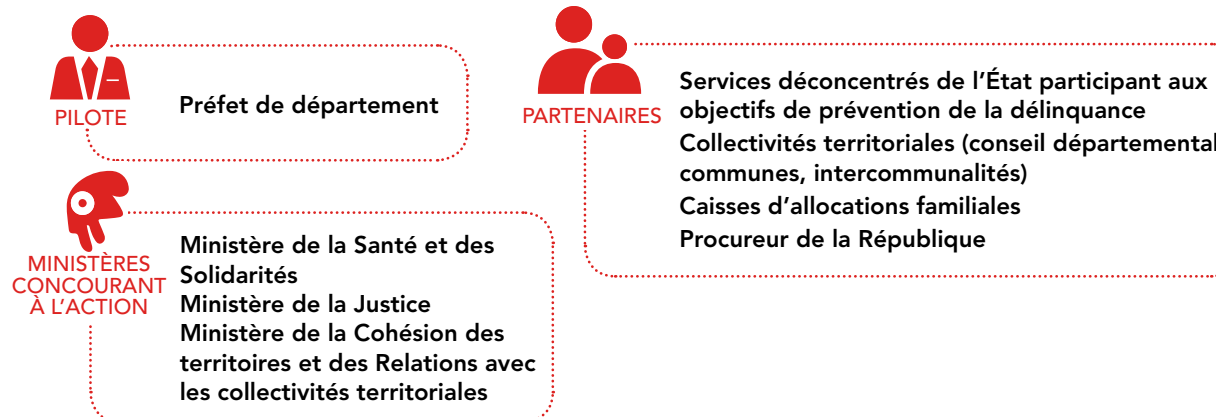 PILOTE
Préfet de département
MINISTÈRES
CONCOURANT
À L’ACTION
Ministère de la Santé et des
Solidarités
Ministère de la Justice
Ministère de la Cohésion des
territoires et des Relations avec
les collectivités territoriales
PARTENAIRES
Services déconcentrés de l’État participant aux
objectifs de prévention de la délinquance
Collectivités territoriales (conseil départemental
communes, intercommunalités)
Caisses d’allocations familiales
Procureur de la République